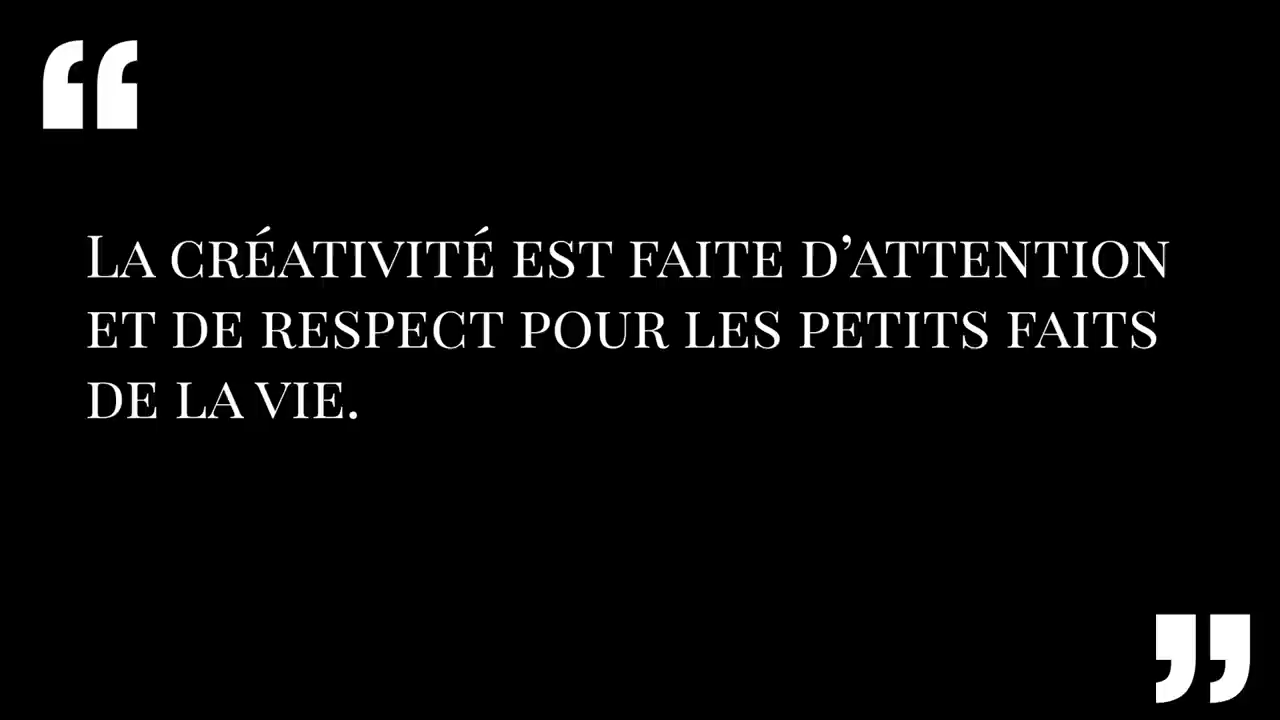 “
La créativité est faite d’attention
et de respect pour les petits faits
de la vie.
”